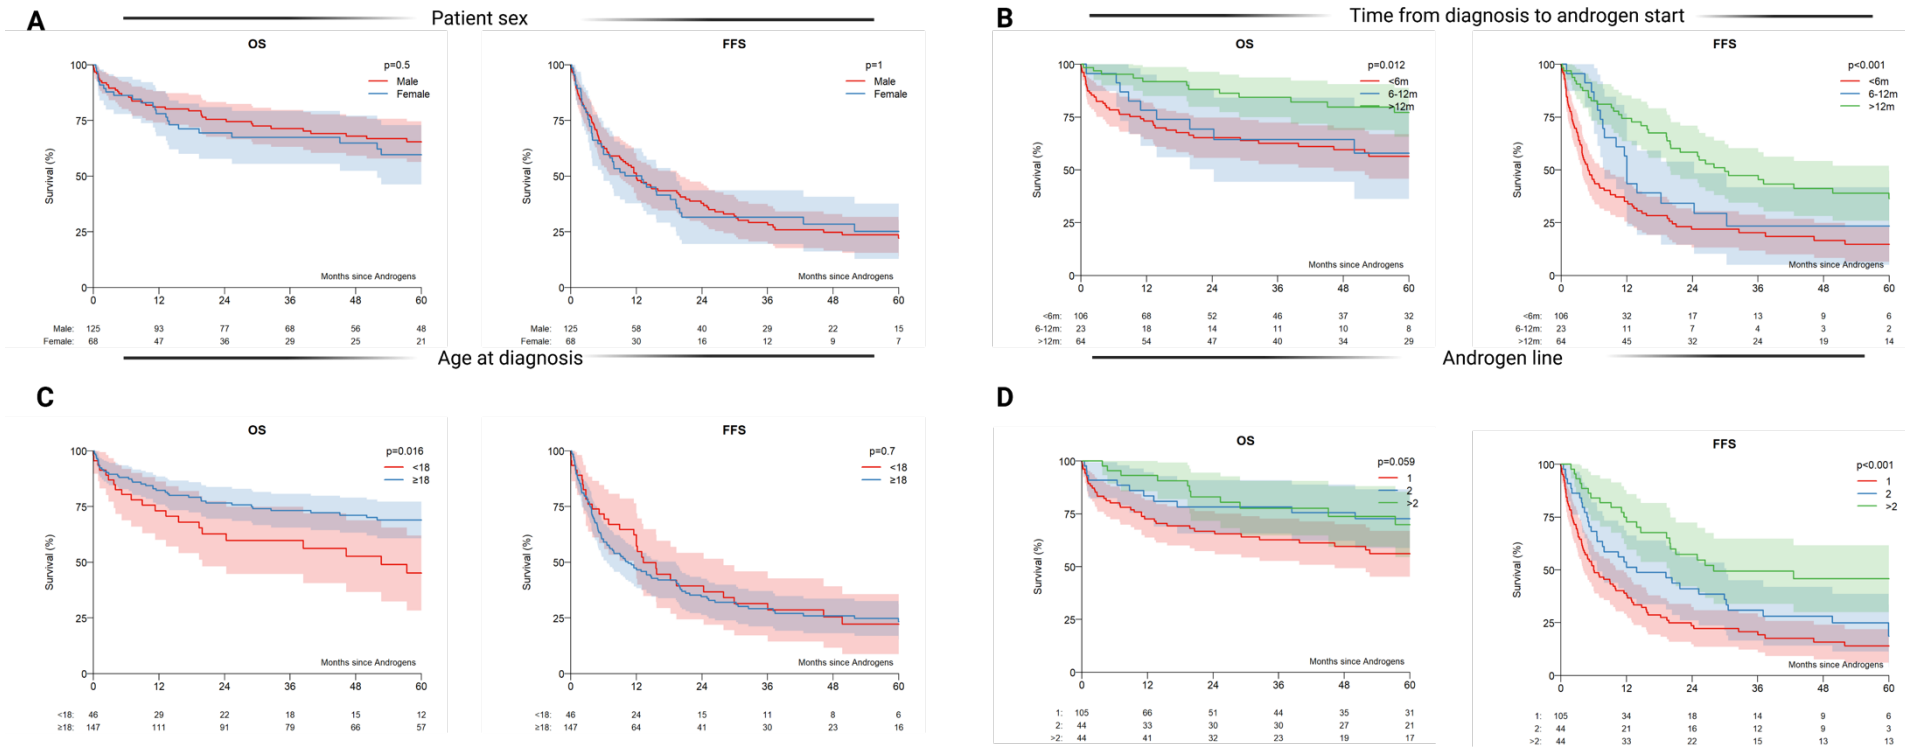 A
Patient sex
OS
p=0.5
Male
Female
100
75
50
25
0
Survival (%)
Months since Androgens
0 12 24 36 48 60
Male: 125 93 77 68 56 48
Female: 68 47 36 29 25 21
FFS
p=1
Male
Female
100
75
50
25
0
Survival (%)
Months since Androgens
0 12 24 36 48 60
Male: 125 58 40 29 22 15
Female: 68 30 16 12 9 7
B
Time from diagnosis to androgen start
OS
p=0.012
<6m
6-12m
>12m
100
75
50
25
0
Survival (%)
Months since Androgens
0 12 24 36 48 60
<6m: 106 68 52 46 37 32
6-12m: 23 18 14 11 10 8
>12m: 64 54 47 40 34 29
FFS
p<0.001
<6m
6-12m
>12m
100
75
50
25
0
Survival (%)
Months since Androgens
0 12 24 36 48 60
<6m: 106 32 17 13 9 6
6-12m: 23 11 7 4 3 2
>12m: 64 45 32 24 19 14
C
Age at diagnosis
OS
p=0.016
<18
≥18
100
75
50
25
0
Survival (%)
Months since Androgens
0 12 24 36 48 60
<18: 46 29 22 18 15 12
≥18: 147 111 91 79 66 57
FFS
p=0.7
<18
≥18
100
75
50
25
0
Survival (%)
Months since Androgens
0 12 24 36 48 60
<18: 46 24 15 11 8 6
≥18: 147 64 41 30 23 16
D
Androgen line
OS
p=0.059
1
2
>2
100
75
50
25
0
Survival (%)
Months since Androgens
0 12 24 36 48 60
1: 105 66 51 44 35 31
2: 44 33 30 30 27 21
>2: 44 41 32 23 19 17
FFS
p<0.001
1
2
>2
100
75
50
25
0
Survival (%)
Months since Androgens
0 12 24 36 48 60
1: 105 34 18 14 9 6
2: 44 21 16 12 9 3
>2: 44 33 22 15 13 13